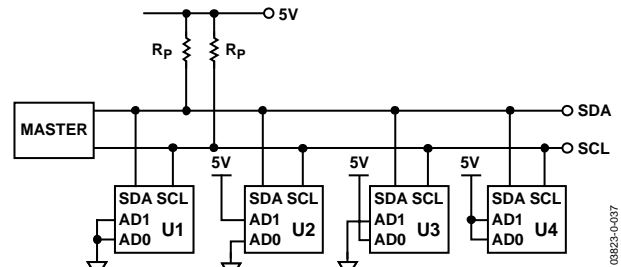 5V
RP RP
SDA
MASTER
SCL
5V 5V 5V
SDA SCL SDA SCL SDA SCL SDA SCL
AD1 AD1 AD1 AD1
U1 U2 U3 U4
AD0 AD0 AD0 AD0
03823-0-037